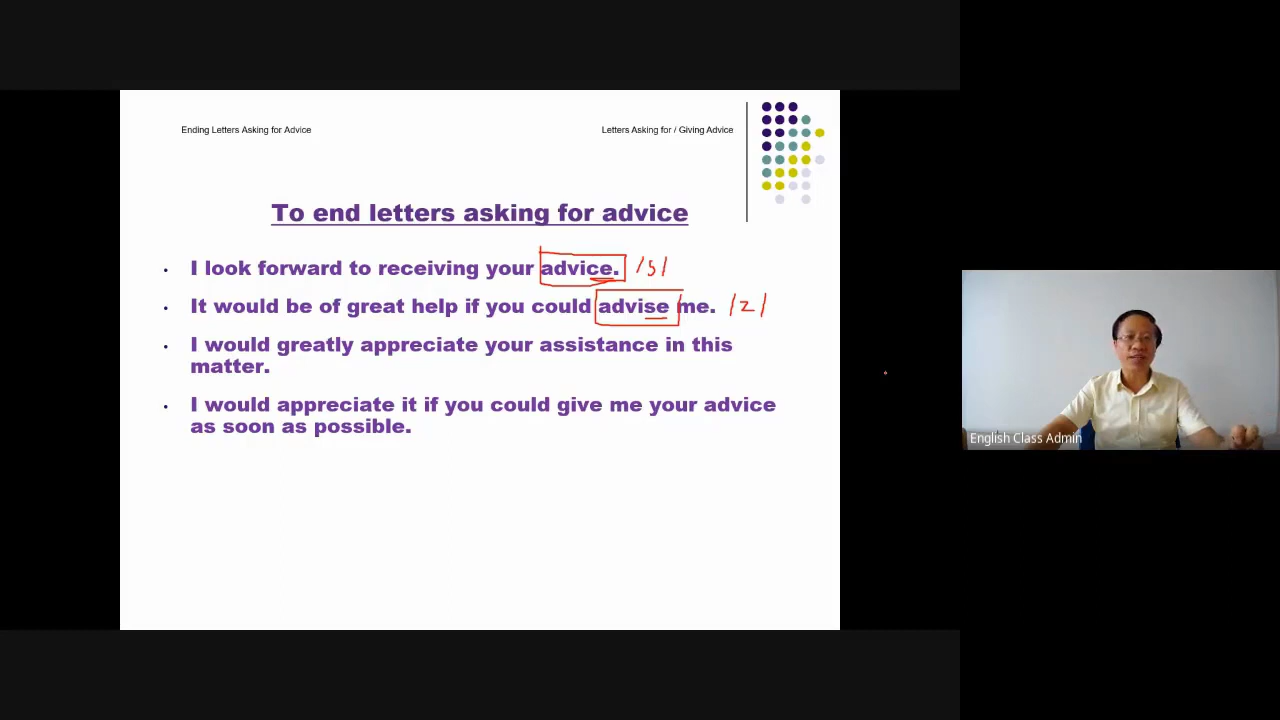 Ending Letters Asking for Advice
Letters Asking for / Giving Advice
To end letters asking for advice
• I look forward to receiving your advice. /s/
• It would be of great help if you could advise me. /z/
• I would greatly appreciate your assistance in this
matter.
• I would appreciate it if you could give me your advice
as soon as possible.
English Class Admin